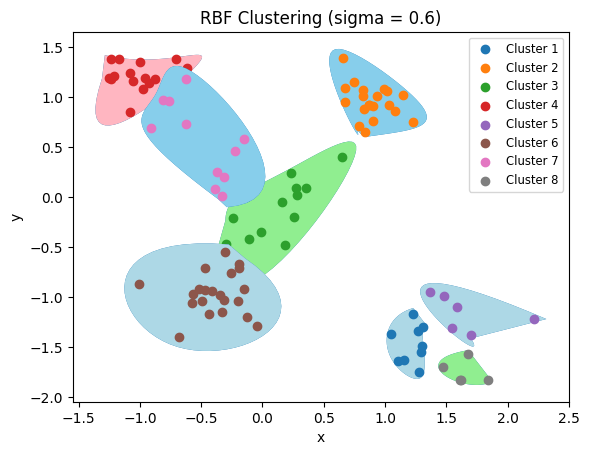 RBF Clustering (sigma = 0.6)
y
1.5
1.0
0.5
0.0
−0.5
−1.0
−1.5
−2.0
Cluster 1
Cluster 2
Cluster 3
Cluster 4
Cluster 5
Cluster 6
Cluster 7
Cluster 8
−1.5 −1.0 −0.5 0.0 0.5 1.0 1.5 2.0 2.5
x